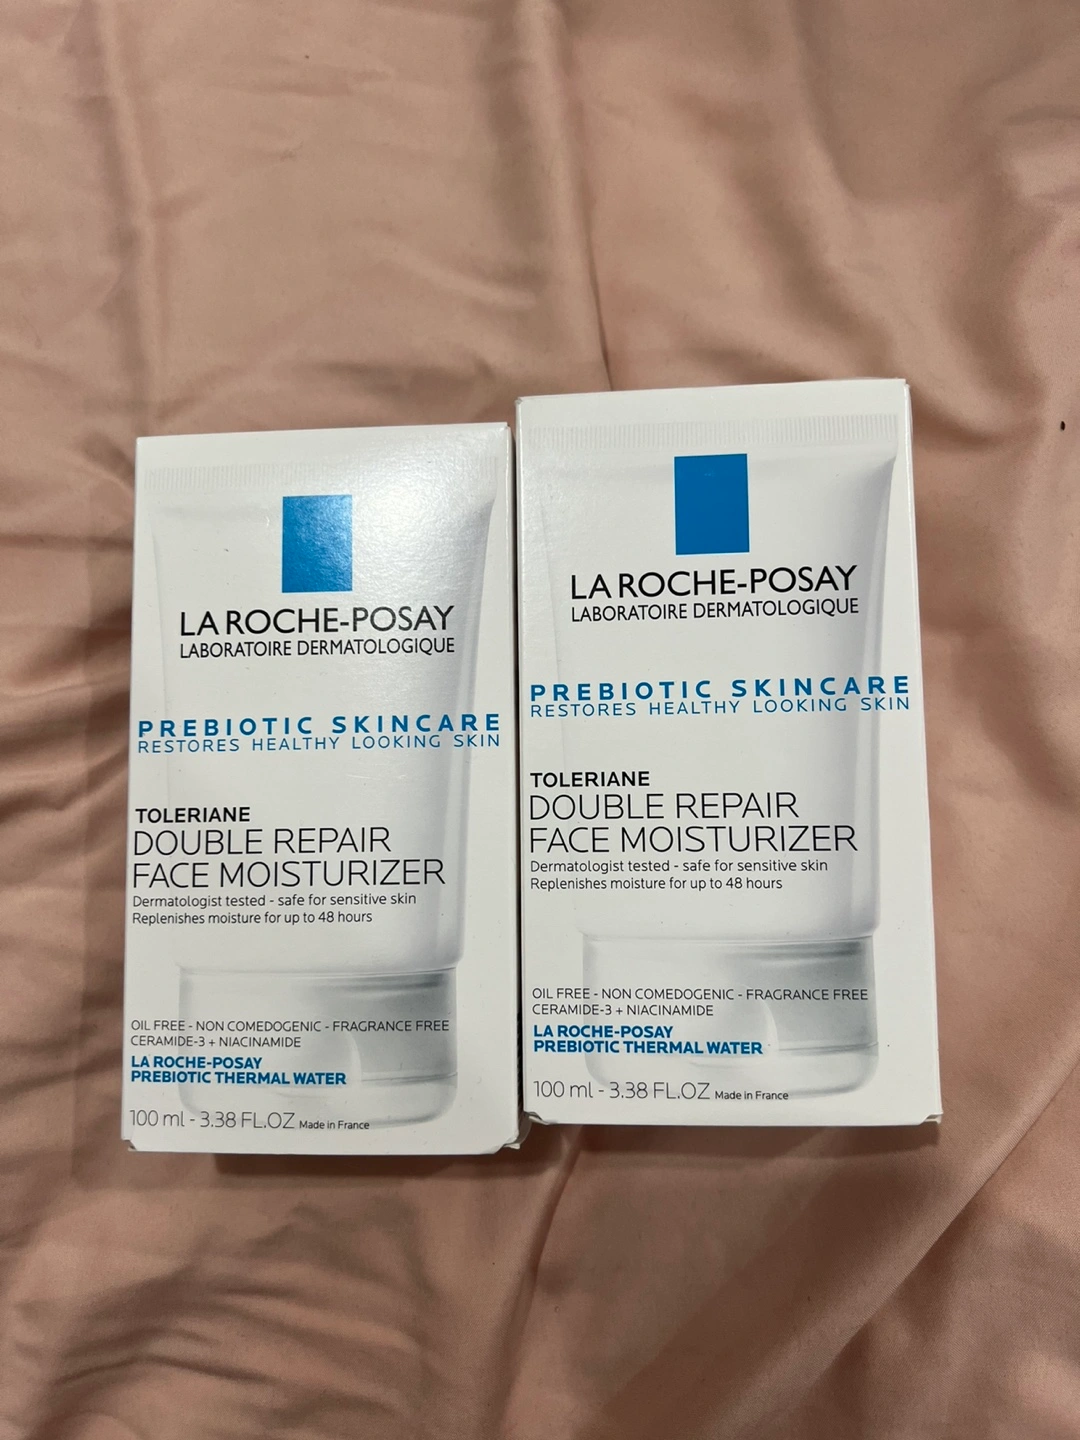 LA ROCHE-POSAY
LABORATOIRE DERMATOLOGIQUE
PREBIOTIC SKINCARE
RESTORES HEALTHY LOOKING SKIN
TOLERIANE
DOUBLE REPAIR
FACE MOISTURIZER
Dermatologist tested - safe for sensitive skin
Replenishes moisture for up to 48 hours
OIL FREE - NON COMEDOGENIC - FRAGRANCE FREE
CERAMIDE-3 + NIACINAMIDE
LA ROCHE-POSAY
PREBIOTIC THERMAL WATER
100 ml - 3.38 FL.OZ Made in France
LA ROCHE-POSAY
LABORATOIRE DERMATOLOGIQUE
PREBIOTIC SKINCARE
RESTORES HEALTHY LOOKING SKIN
TOLERIANE
DOUBLE REPAIR
FACE MOISTURIZER
Dermatologist tested - safe for sensitive skin
Replenishes moisture for up to 48 hours
OIL FREE - NON COMEDOGENIC - FRAGRANCE FREE
CERAMIDE-3 + NIACINAMIDE
LA ROCHE-POSAY
PREBIOTIC THERMAL WATER
100 ml - 3.38 FL.OZ Made in France